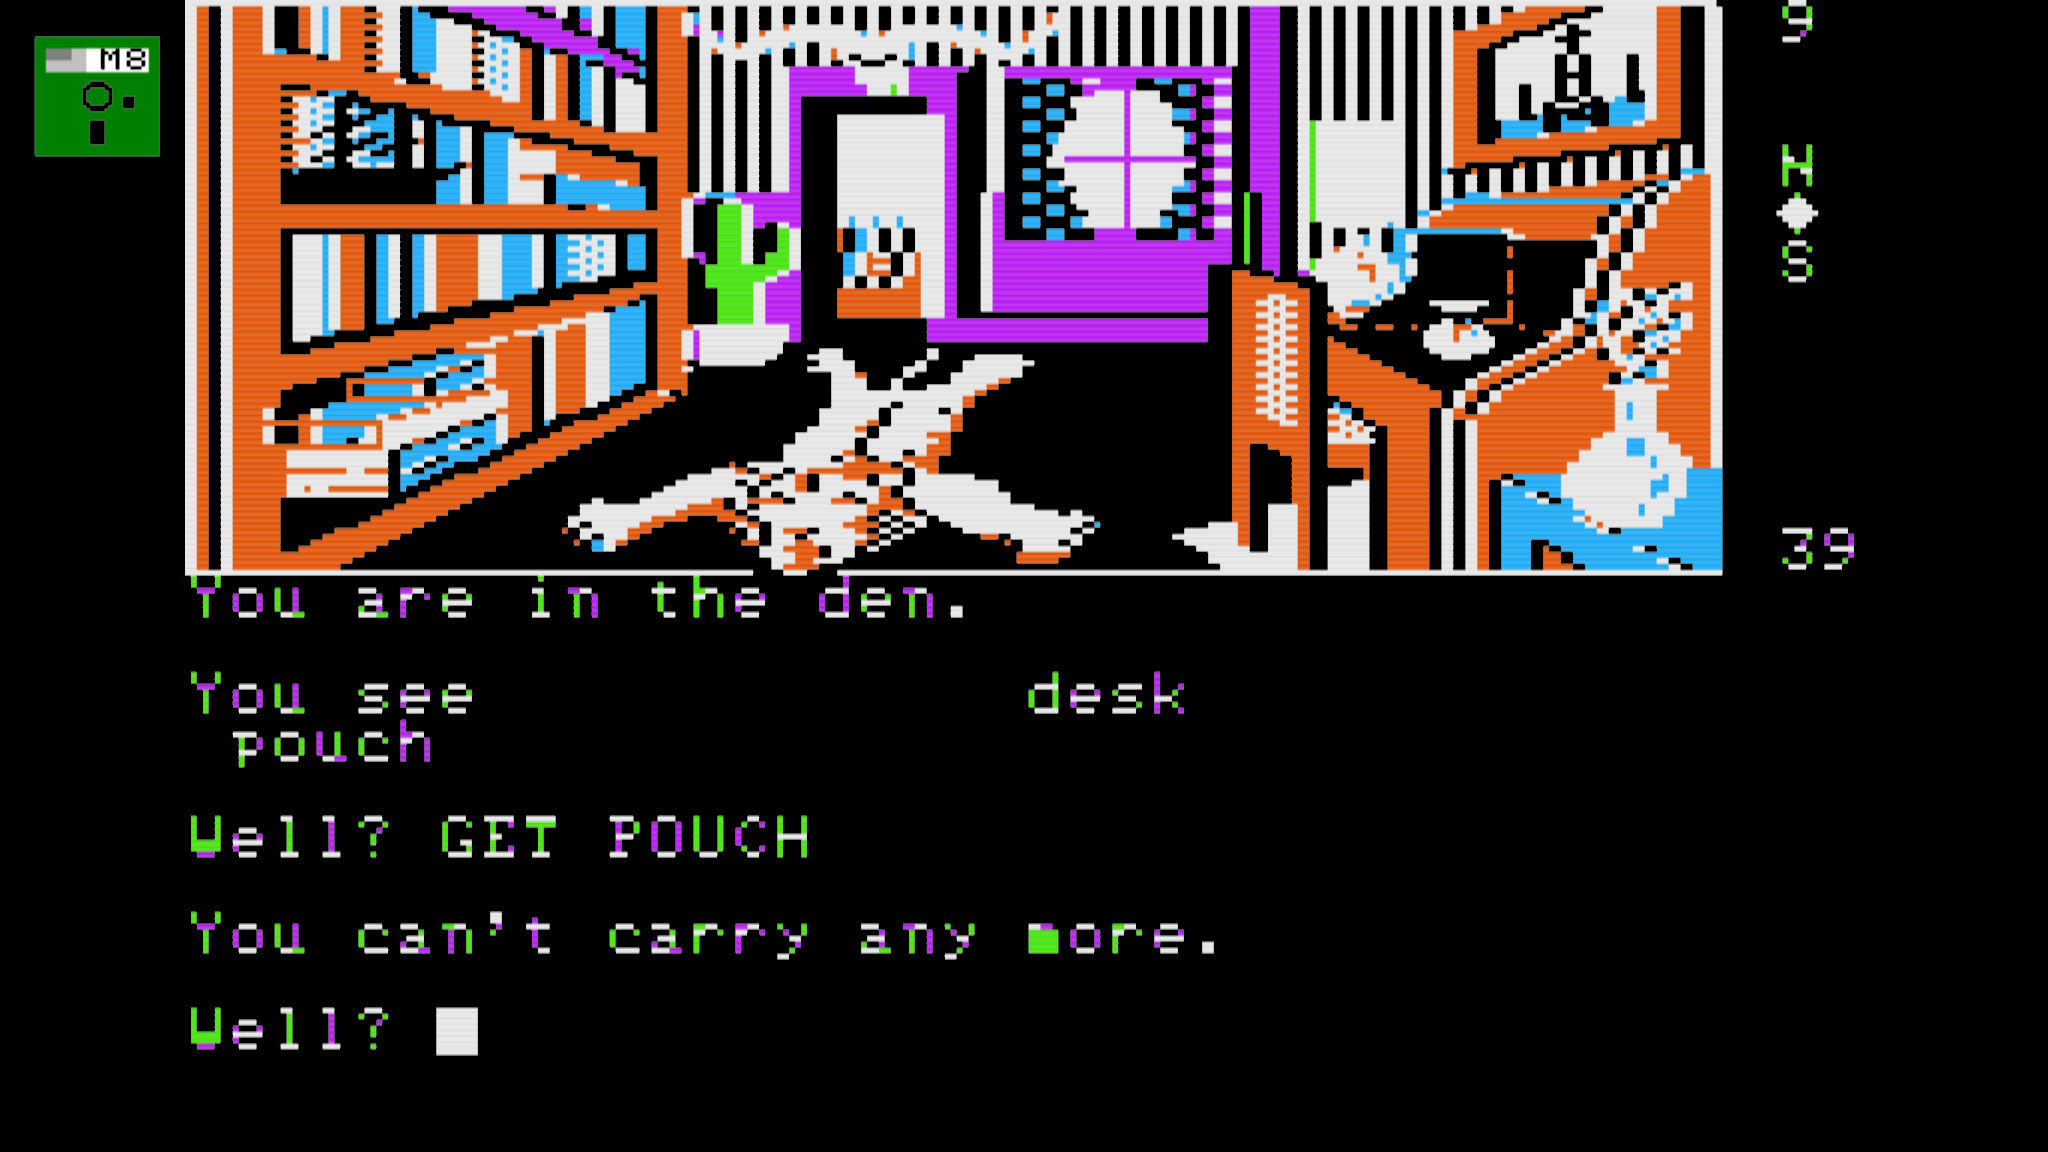 M8
9
N
S
39
You are in the den.
You see desk
pouch
Well? GET POUCH
You can't carry any more.
Well?